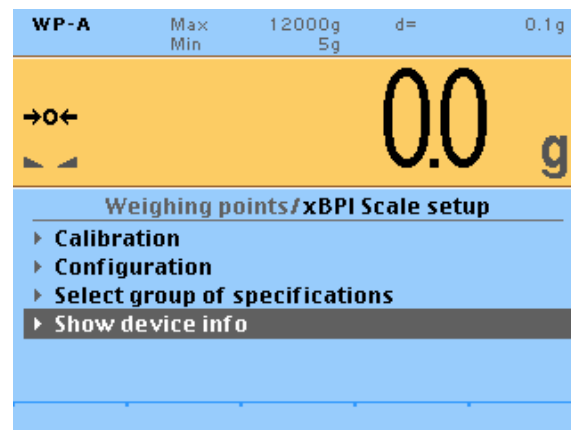 WP-A Max 12000g d= 0.1g
Min 5g
→0←
0.0 g
Weighing points/xBPI Scale setup
Calibration
Configuration
Select group of specifications
Show device info